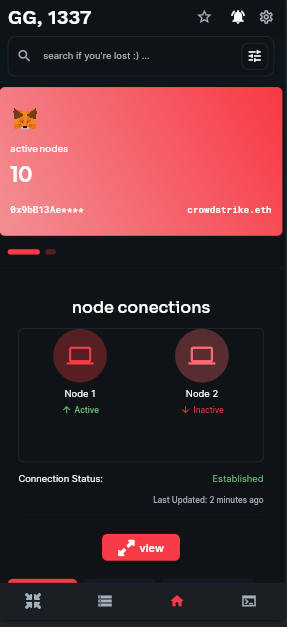 GG, 1337
search if you're lost :) ...
active nodes
10
0x9bB13Ae**** crowdstrike.eth
node conections
Node 1 Node 2
↑ Active ↓ Inactive
Connection Status: Established
Last Updated: 2 minutes ago
view